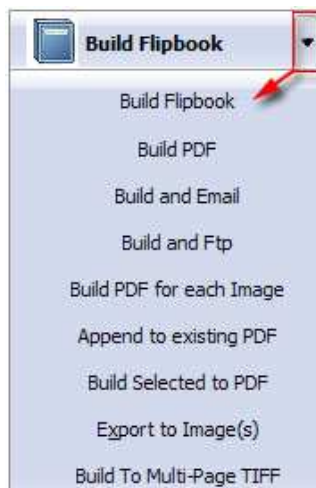 Build Flipbook
Build Flipbook
Build PDF
Build and Email
Build and Ftp
Build PDF for each Image
Append to existing PDF
Build Selected to PDF
Export to Image(s)
Build To Multi-Page TIFF